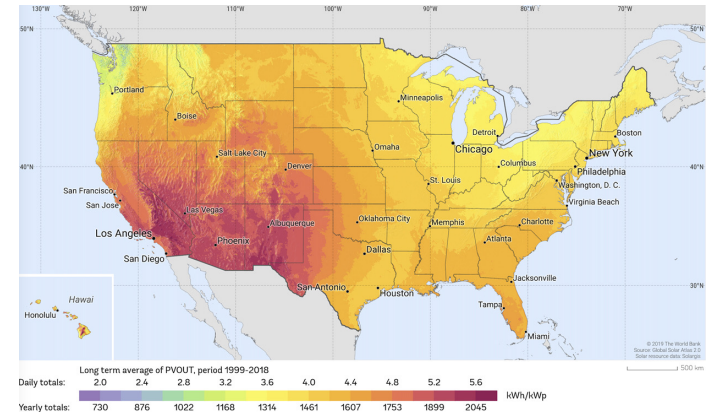 130°W 120°W 110°W 100°W 90°W 80°W 70°W
50°N 50°N
Portland
Minneapolis
Boise
Boston
Detroit
Chicago
New York
Salt Lake City
Omaha
Columbus
Philadelphia
40°N 40°N
Denver
Washington, D. C.
St. Louis
San Francisco
San Jose
Las Vegas
Virginia Beach
Albuquerque
Oklahoma City
Memphis
Charlotte
Los Angeles
Phoenix
Atlanta
Dallas
San Diego
Jacksonville
30°N
San Antonio
Houston
Hawai
Tampa
Honolulu
Miami
© 2019 The World Bank
Source: Global Solar Atlas 2.0
Solar resource data: Solargis
500 km
Long term average of PVOUT, period 1999-2018
Daily totals: 2.0 2.4 2.8 3.2 3.6 4.0 4.4 4.8 5.2 5.6
kWh/kWp
Yearly totals: 730 876 1022 1168 1314 1461 1607 1753 1899 2045